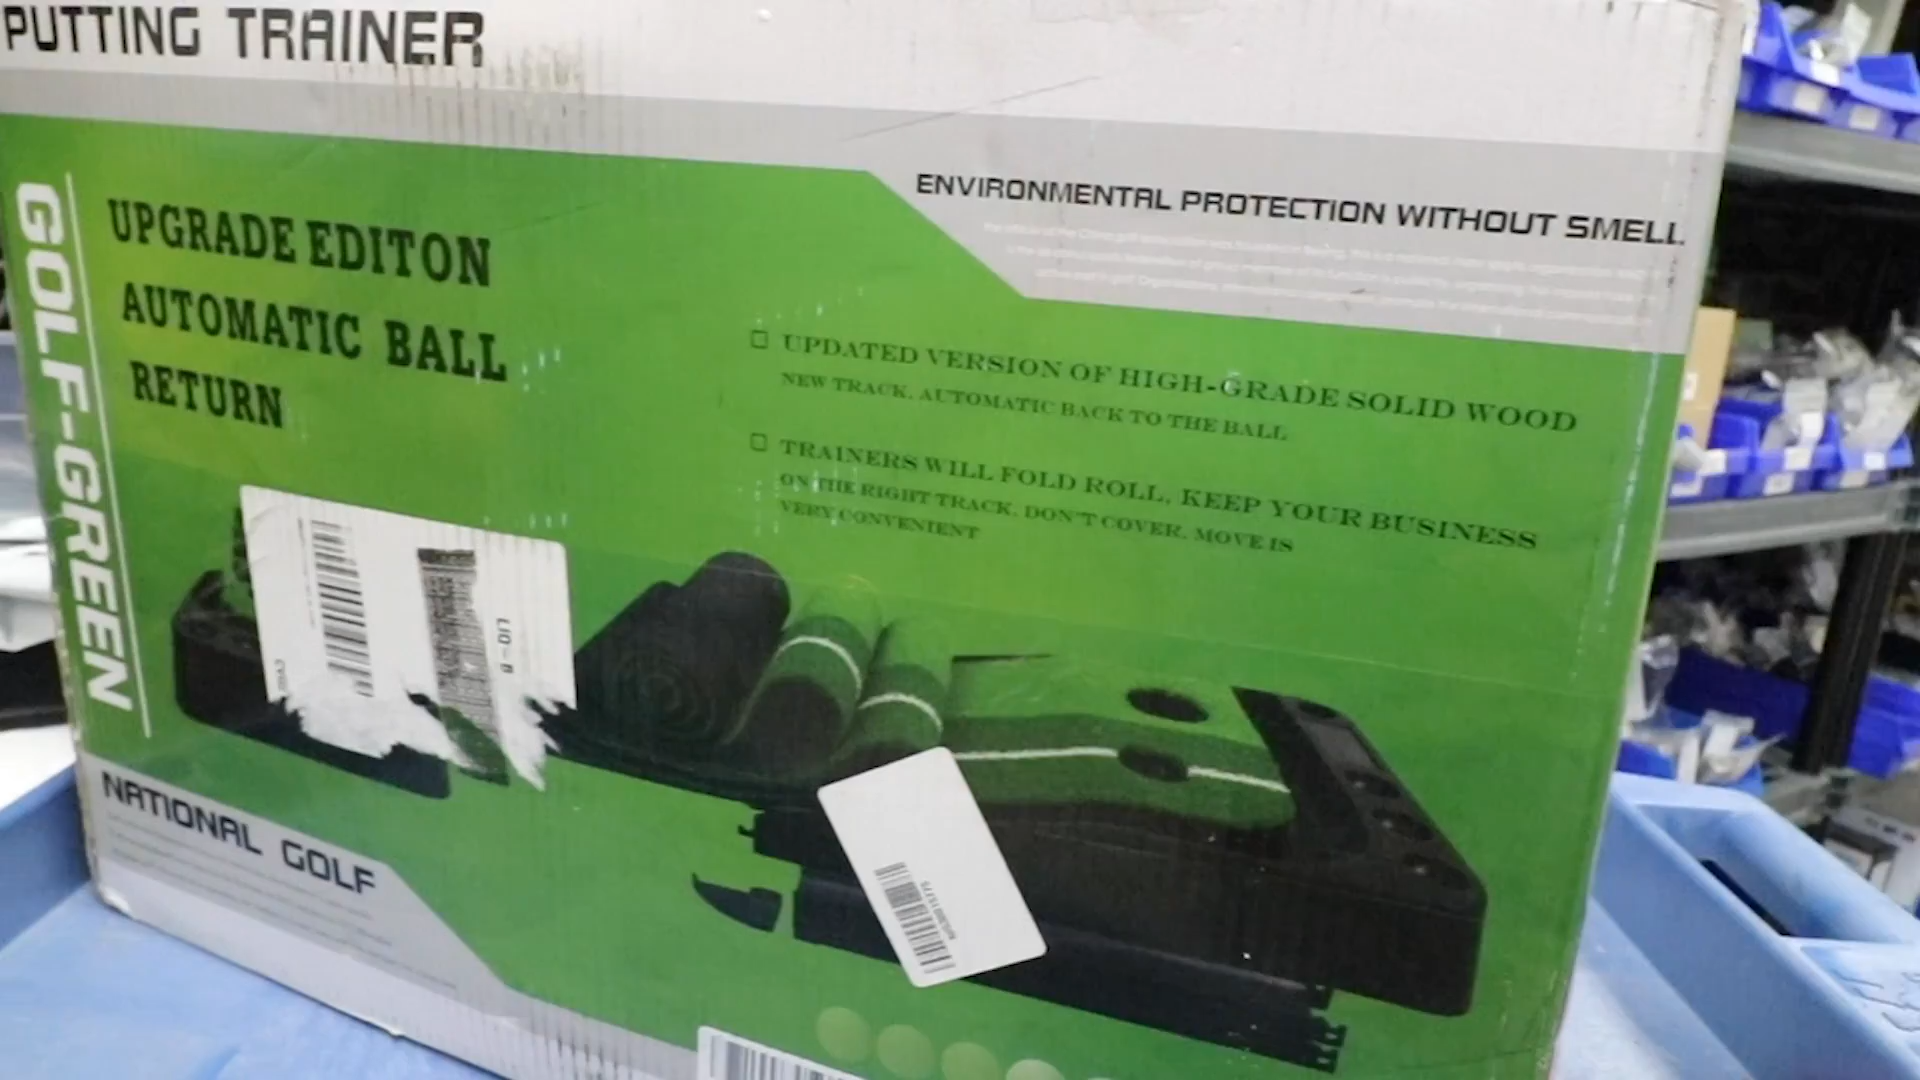 PUTTING TRAINER
GOLF-GREEN
UPGRADE EDITON
AUTOMATIC BALL
RETURN
ENVIRONMENTAL PROTECTION WITHOUT SMELL
☐ UPDATED VERSION OF HIGH-GRADE SOLID WOOD
NEW TRACK. AUTOMATIC BACK TO THE BALL
☐ TRAINERS WILL FOLD ROLL. KEEP YOUR BUSINESS
ON THE RIGHT TRACK. DON'T COVER. MOVE IS
VERY CONVENIENT
LIQ-B
NATIONAL GOLF